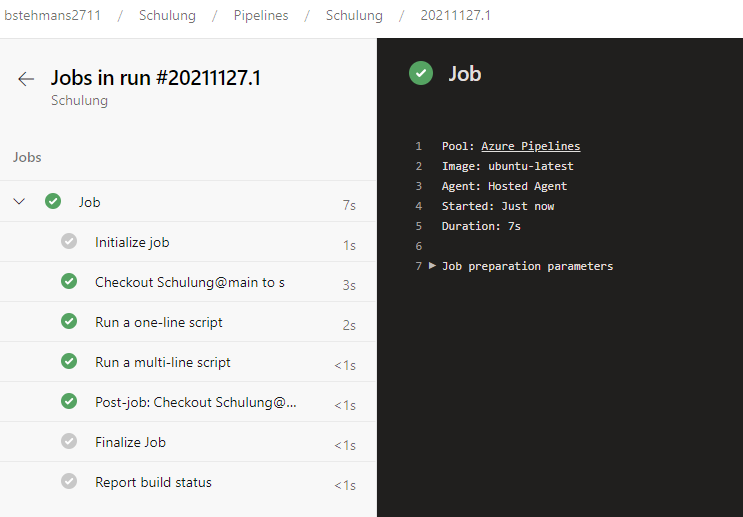 bstehmans2711 / Schulung / Pipelines / Schulung / 20211127.1
Jobs in run #20211127.1
Schulung
Jobs
Job 7s
Initialize job 1s
Checkout Schulung@main to s 3s
Run a one-line script 2s
Run a multi-line script <1s
Post-job: Checkout Schulung@... <1s
Finalize Job <1s
Report build status <1s
Job
1 Pool: Azure Pipelines
2 Image: ubuntu-latest
3 Agent: Hosted Agent
4 Started: Just now
5 Duration: 7s
6
7 Job preparation parameters